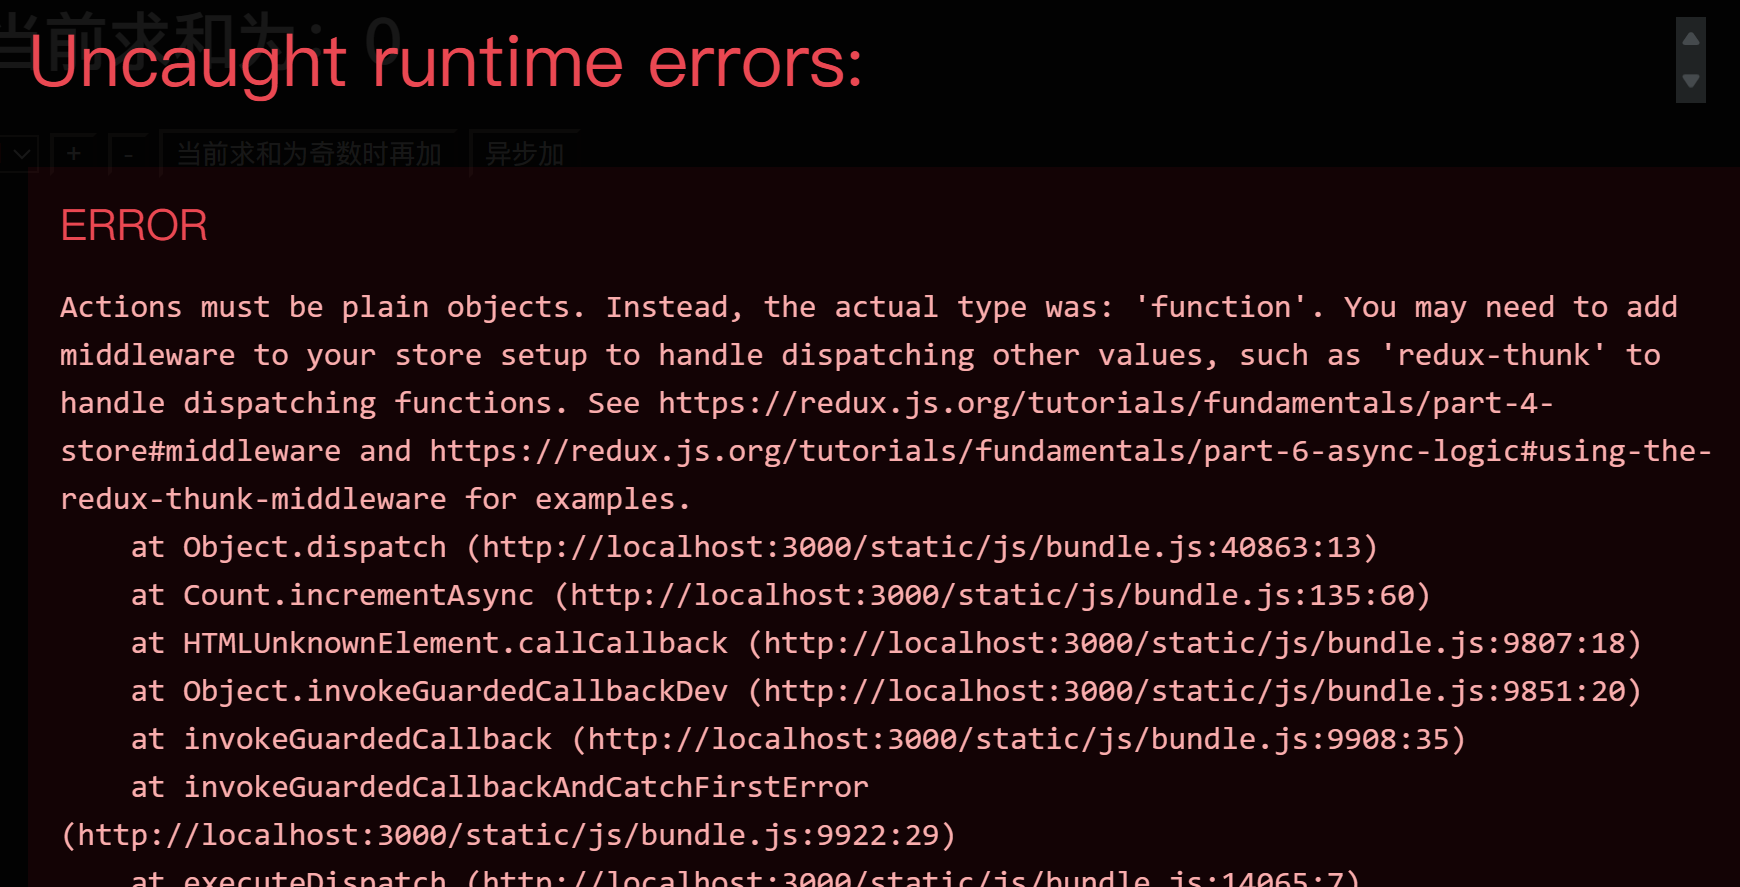 当前求和为：0
Uncaught runtime errors:
+ - 当前求和为奇数时再加 异步加
ERROR
Actions must be plain objects. Instead, the actual type was: 'function'. You may need to add
middleware to your store setup to handle dispatching other values, such as 'redux-thunk' to
handle dispatching functions. See https://redux.js.org/tutorials/fundamentals/part-4-
store#middleware and https://redux.js.org/tutorials/fundamentals/part-6-async-logic#using-the-
redux-thunk-middleware for examples.
at Object.dispatch (http://localhost:3000/static/js/bundle.js:40863:13)
at Count.incrementAsync (http://localhost:3000/static/js/bundle.js:135:60)
at HTMLUnknownElement.callCallback (http://localhost:3000/static/js/bundle.js:9807:18)
at Object.invokeGuardedCallbackDev (http://localhost:3000/static/js/bundle.js:9851:20)
at invokeGuardedCallback (http://localhost:3000/static/js/bundle.js:9908:35)
at invokeGuardedCallbackAndCatchFirstError
(http://localhost:3000/static/js/bundle.js:9922:29)
at executeDispatch (http://localhost:3000/static/js/bundle.js:14065:7)